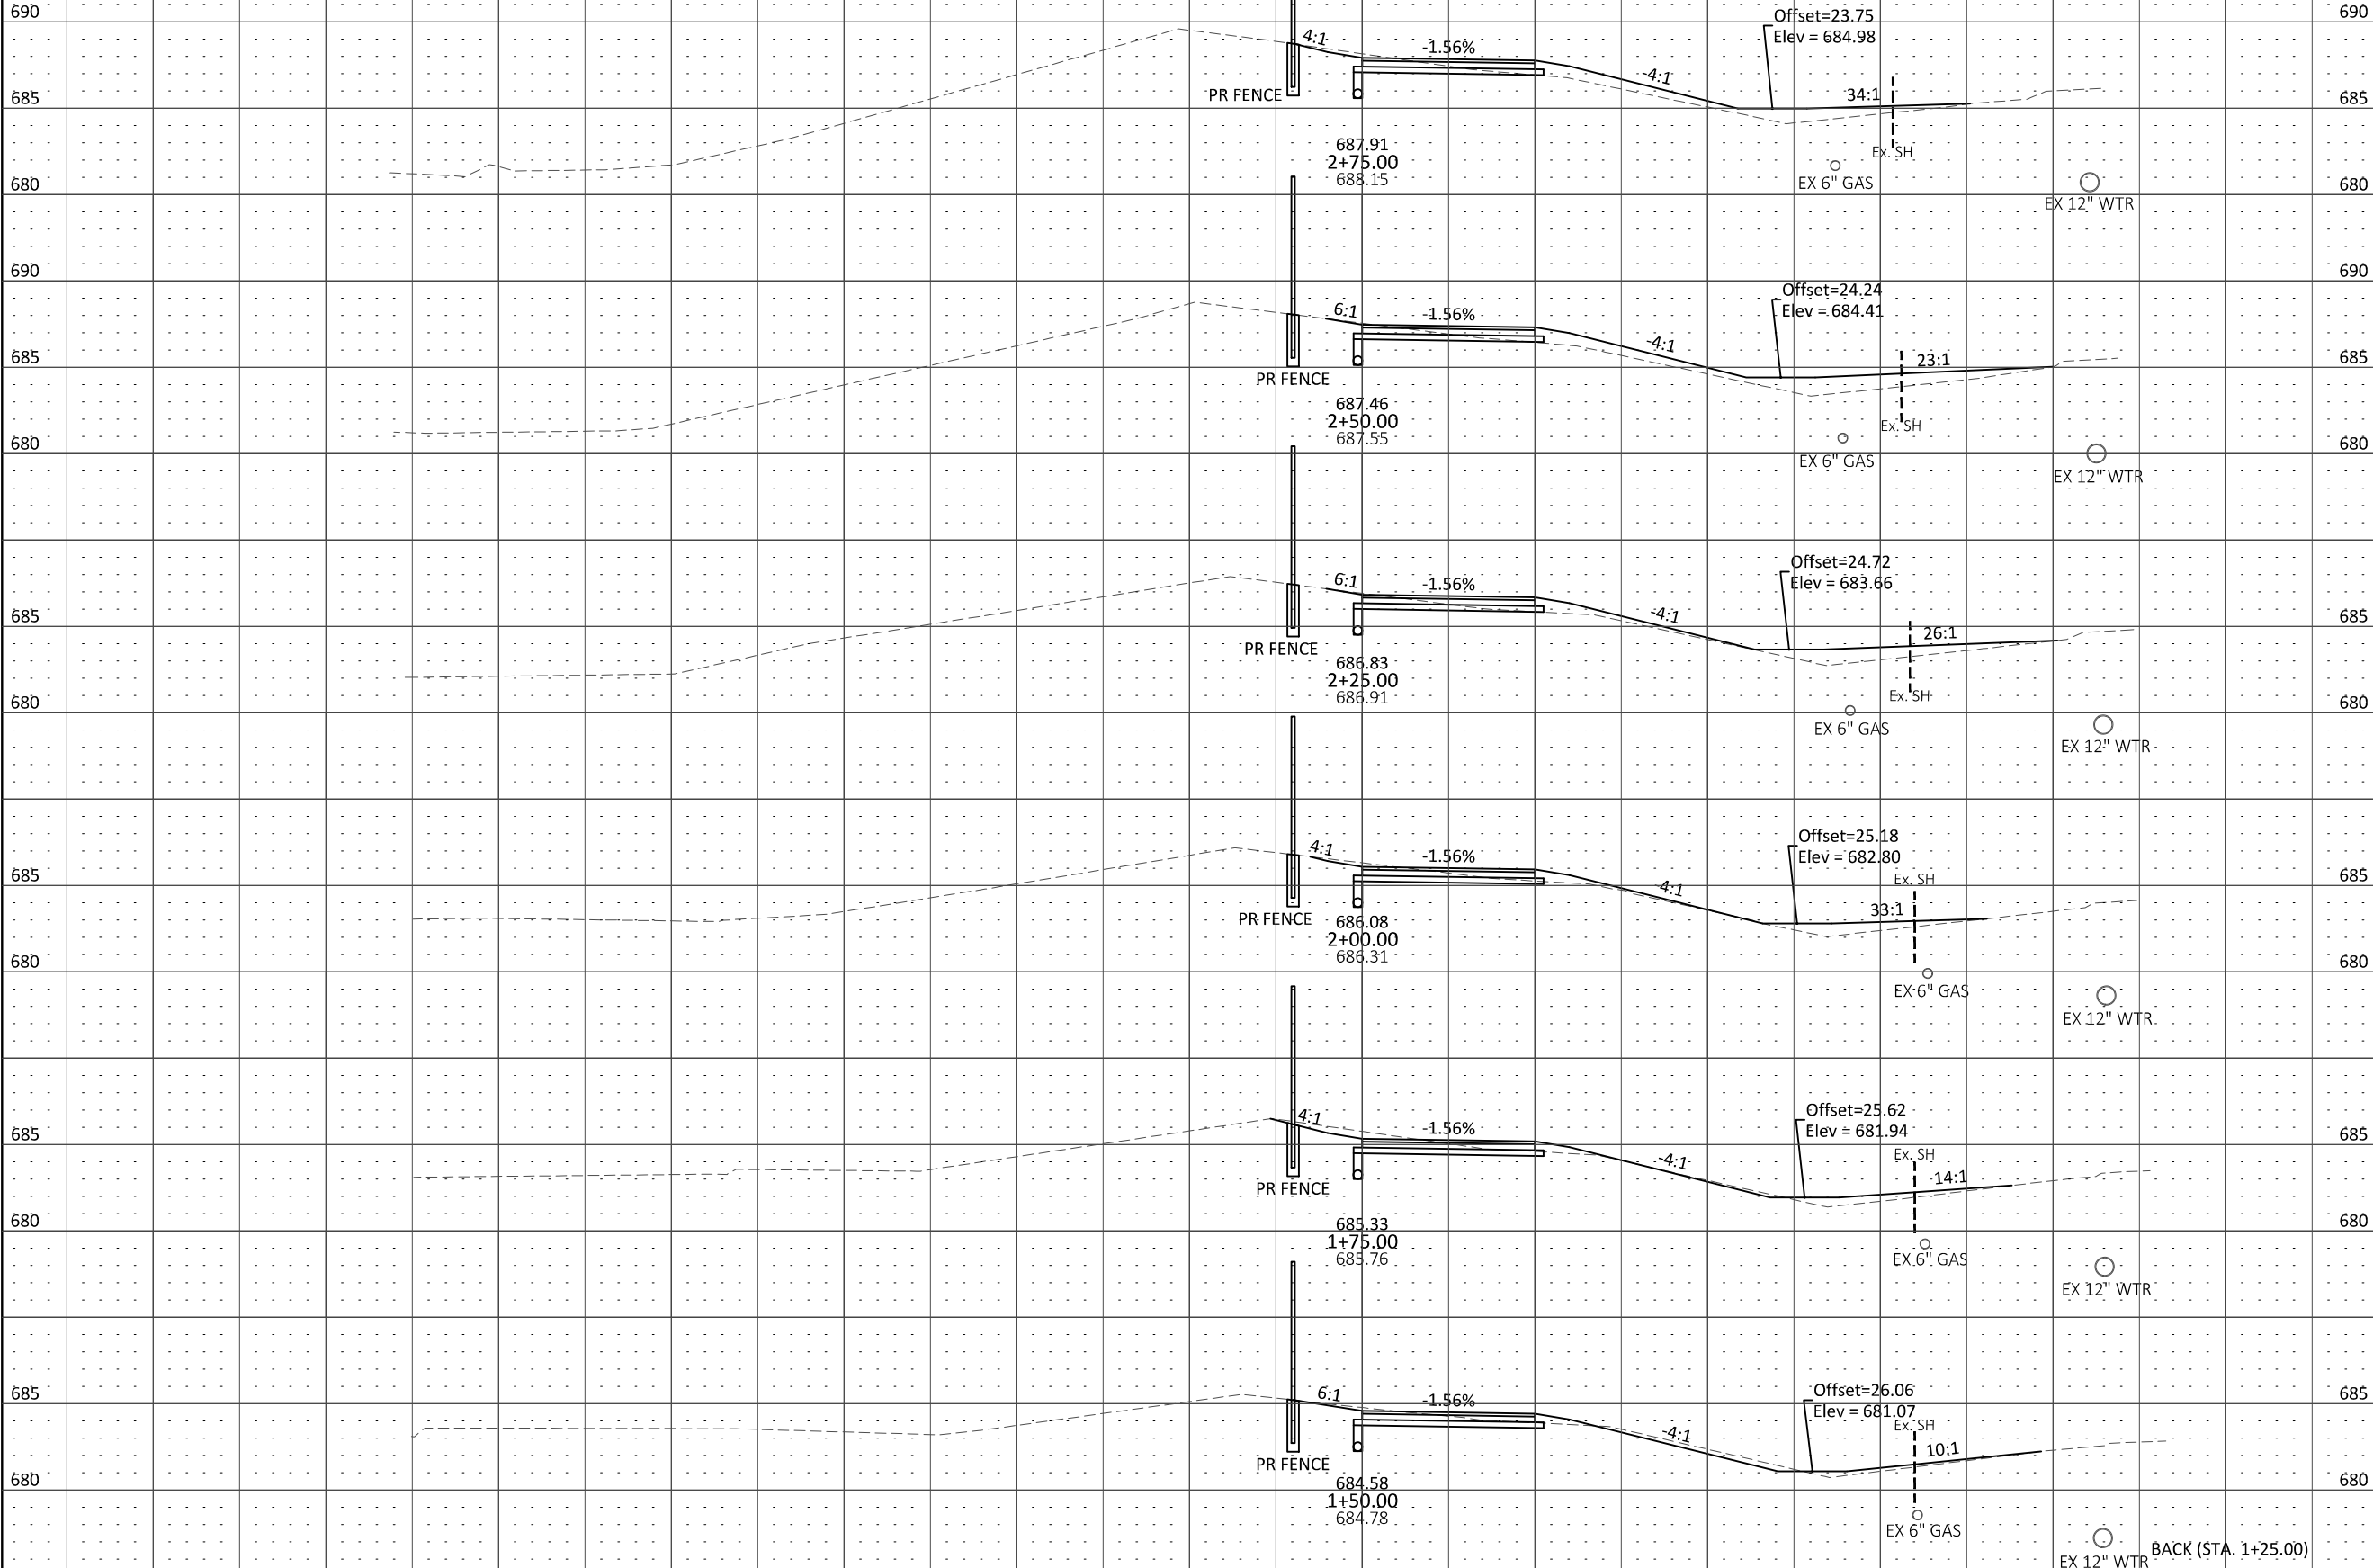 690
690
Offset=23.75
Elev = 684.98
4:1
-1.56%
-4:1
34:1
685
685
PR FENCE
687.91
2+75.00
688.15
Ex. SH
EX 6" GAS
680
680
EX 12" WTR
690
690
Offset=24.24
Elev = 684.41
6:1
-1.56%
-4:1
23:1
685
685
PR FENCE
687.46
2+50.00
687.55
Ex. SH
680
680
EX 6" GAS
EX 12" WTR
Offset=24.72
Elev = 683.66
6:1
-1.56%
-4:1
26:1
685
685
PR FENCE
686.83
2+25.00
686.91
Ex. SH
680
680
EX 6" GAS
EX 12" WTR
Offset=25.18
Elev = 682.80
4:1
-1.56%
-4:1
Ex. SH
33:1
685
685
PR FENCE
686.08
2+00.00
686.31
680
680
EX 6" GAS
EX 12" WTR
Offset=25.62
Elev = 681.94
4:1
-1.56%
-4:1
Ex. SH
14:1
685
685
PR FENCE
685.33
1+75.00
685.76
680
680
EX 6" GAS
EX 12" WTR
Offset=26.06
Elev = 681.07
6:1
-1.56%
-4:1
Ex. SH
10:1
685
685
PR FENCE
684.58
1+50.00
684.78
680
680
EX 6" GAS
EX 12" WTR
BACK (STA. 1+25.00)